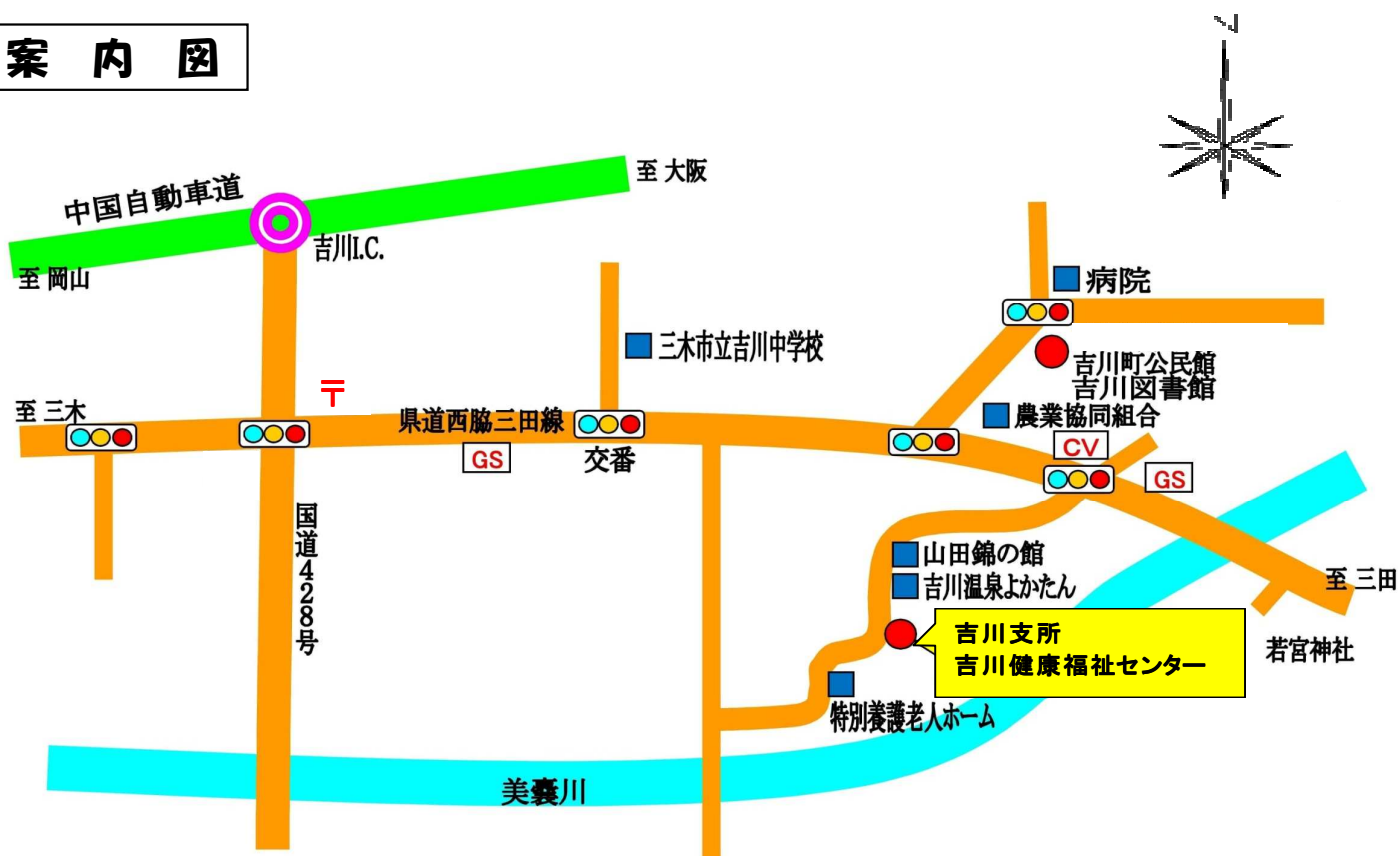 案内図
中国自動車道
至 大阪
吉川I.C.
至 岡山
病院
三木市立吉川中学校
吉川町公民館
吉川図書館
〒
至 三木
県道西脇三田線
農業協同組合
GS
交番
CV
GS
国道428号
山田錦の館
吉川温泉よかたん
至 三田
吉川支所
吉川健康福祉センター
若宮神社
特別養護老人ホーム
美嚢川